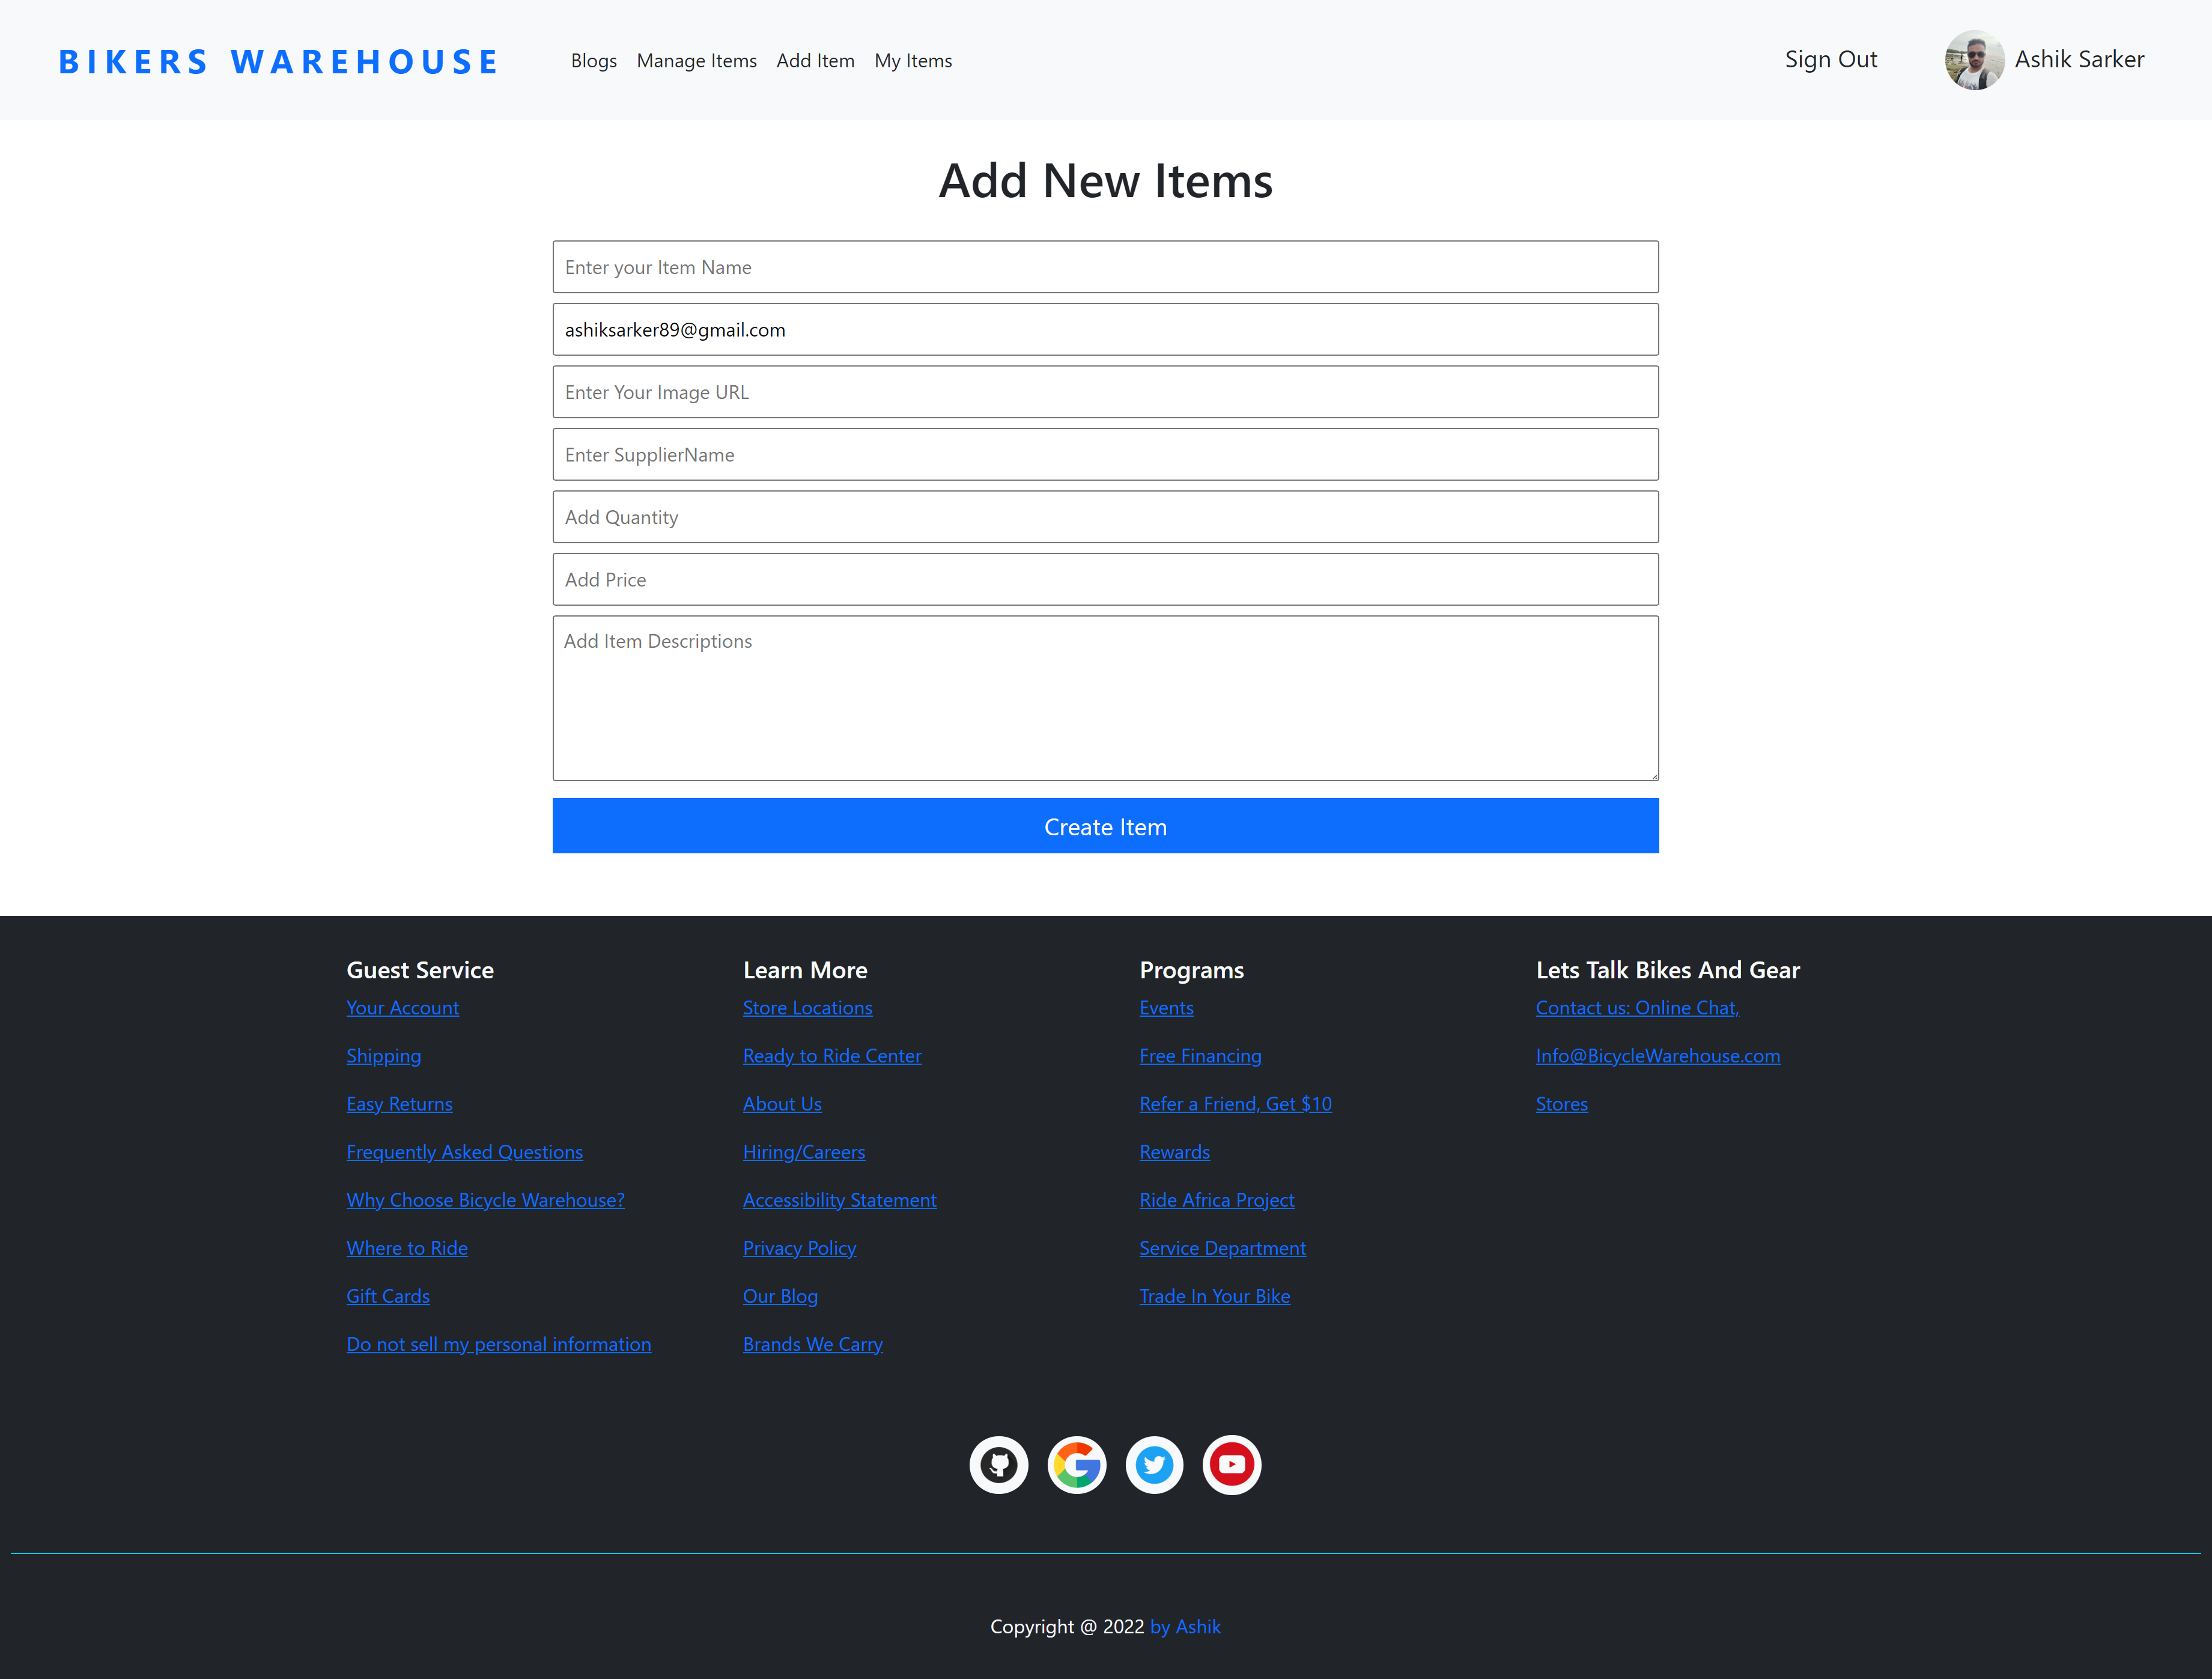 BIKERS WAREHOUSE
Blogs
Manage Items
Add Item
My Items
Sign Out
Ashik Sarker
Add New Items
Enter your Item Name
ashiksarker89@gmail.com
Enter Your Image URL
Enter SupplierName
Add Quantity
Add Price
Add Item Descriptions
Create Item
Guest Service
Your Account
Shipping
Easy Returns
Frequently Asked Questions
Why Choose Bicycle Warehouse?
Where to Ride
Gift Cards
Do not sell my personal information
Learn More
Store Locations
Ready to Ride Center
About Us
Hiring/Careers
Accessibility Statement
Privacy Policy
Our Blog
Brands We Carry
Programs
Events
Free Financing
Refer a Friend, Get $10
Rewards
Ride Africa Project
Service Department
Trade In Your Bike
Lets Talk Bikes And Gear
Contact us: Online Chat,
Info@BicycleWarehouse.com
Stores
Copyright @ 2022 by Ashik